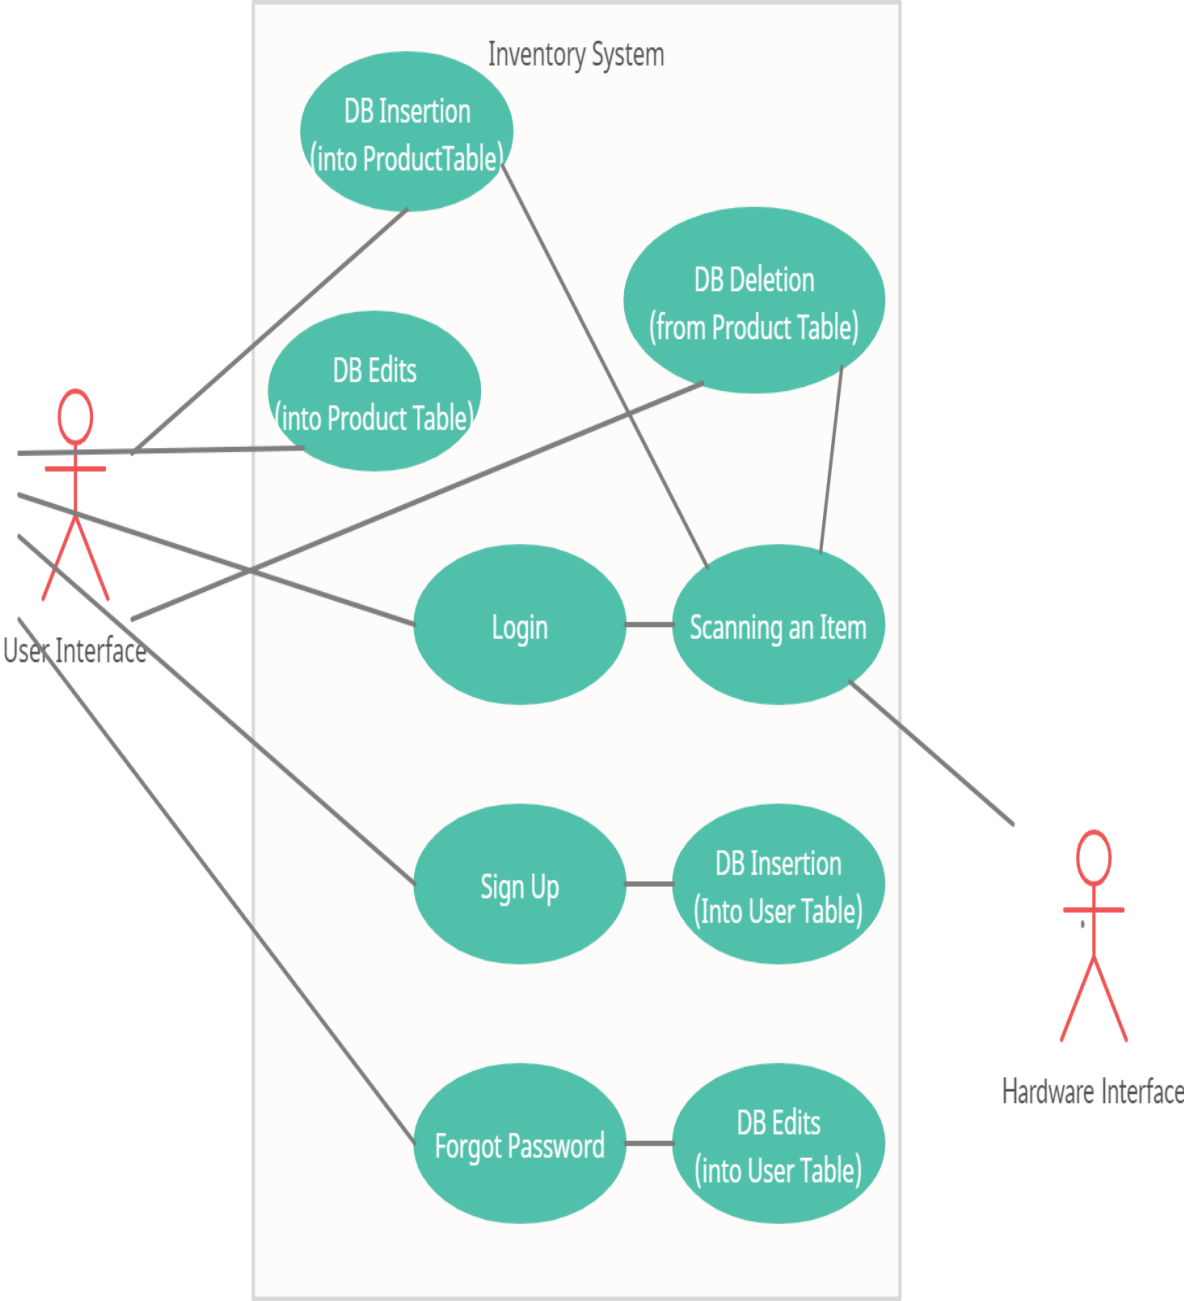 Inventory System
DB Insertion
(into ProductTable)
DB Deletion
(from Product Table)
DB Edits
(into Product Table)
User Interface
Login
Scanning an Item
Sign Up
DB Insertion
(Into User Table)
Hardware Interface
Forgot Password
DB Edits
(into User Table)